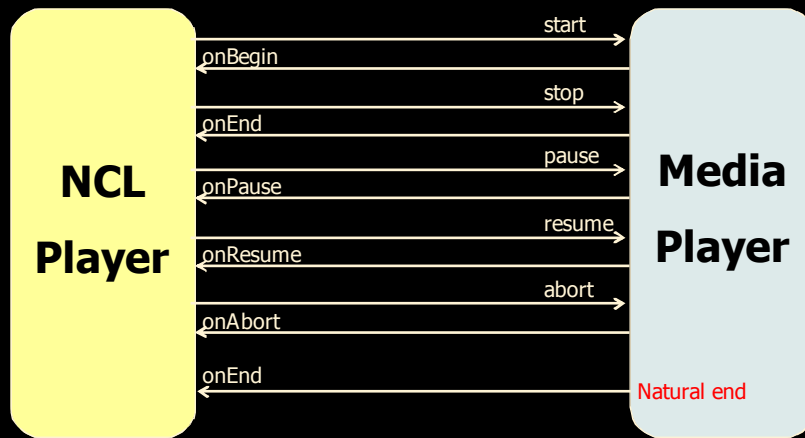 start
onBegin
stop
onEnd
pause
onPause
resume
onResume
abort
onAbort
onEnd
Natural end
NCL
Player
Media
Player